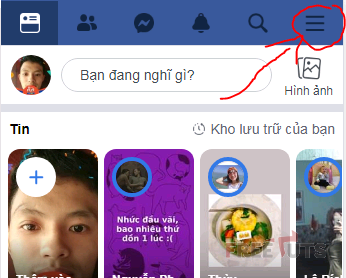 Bạn đang nghĩ gì?
Hình ảnh
Tin
Kho lưu trữ của bạn
Nhức đầu vãi,
bao nhiêu thứ
dồn 1 lúc :(